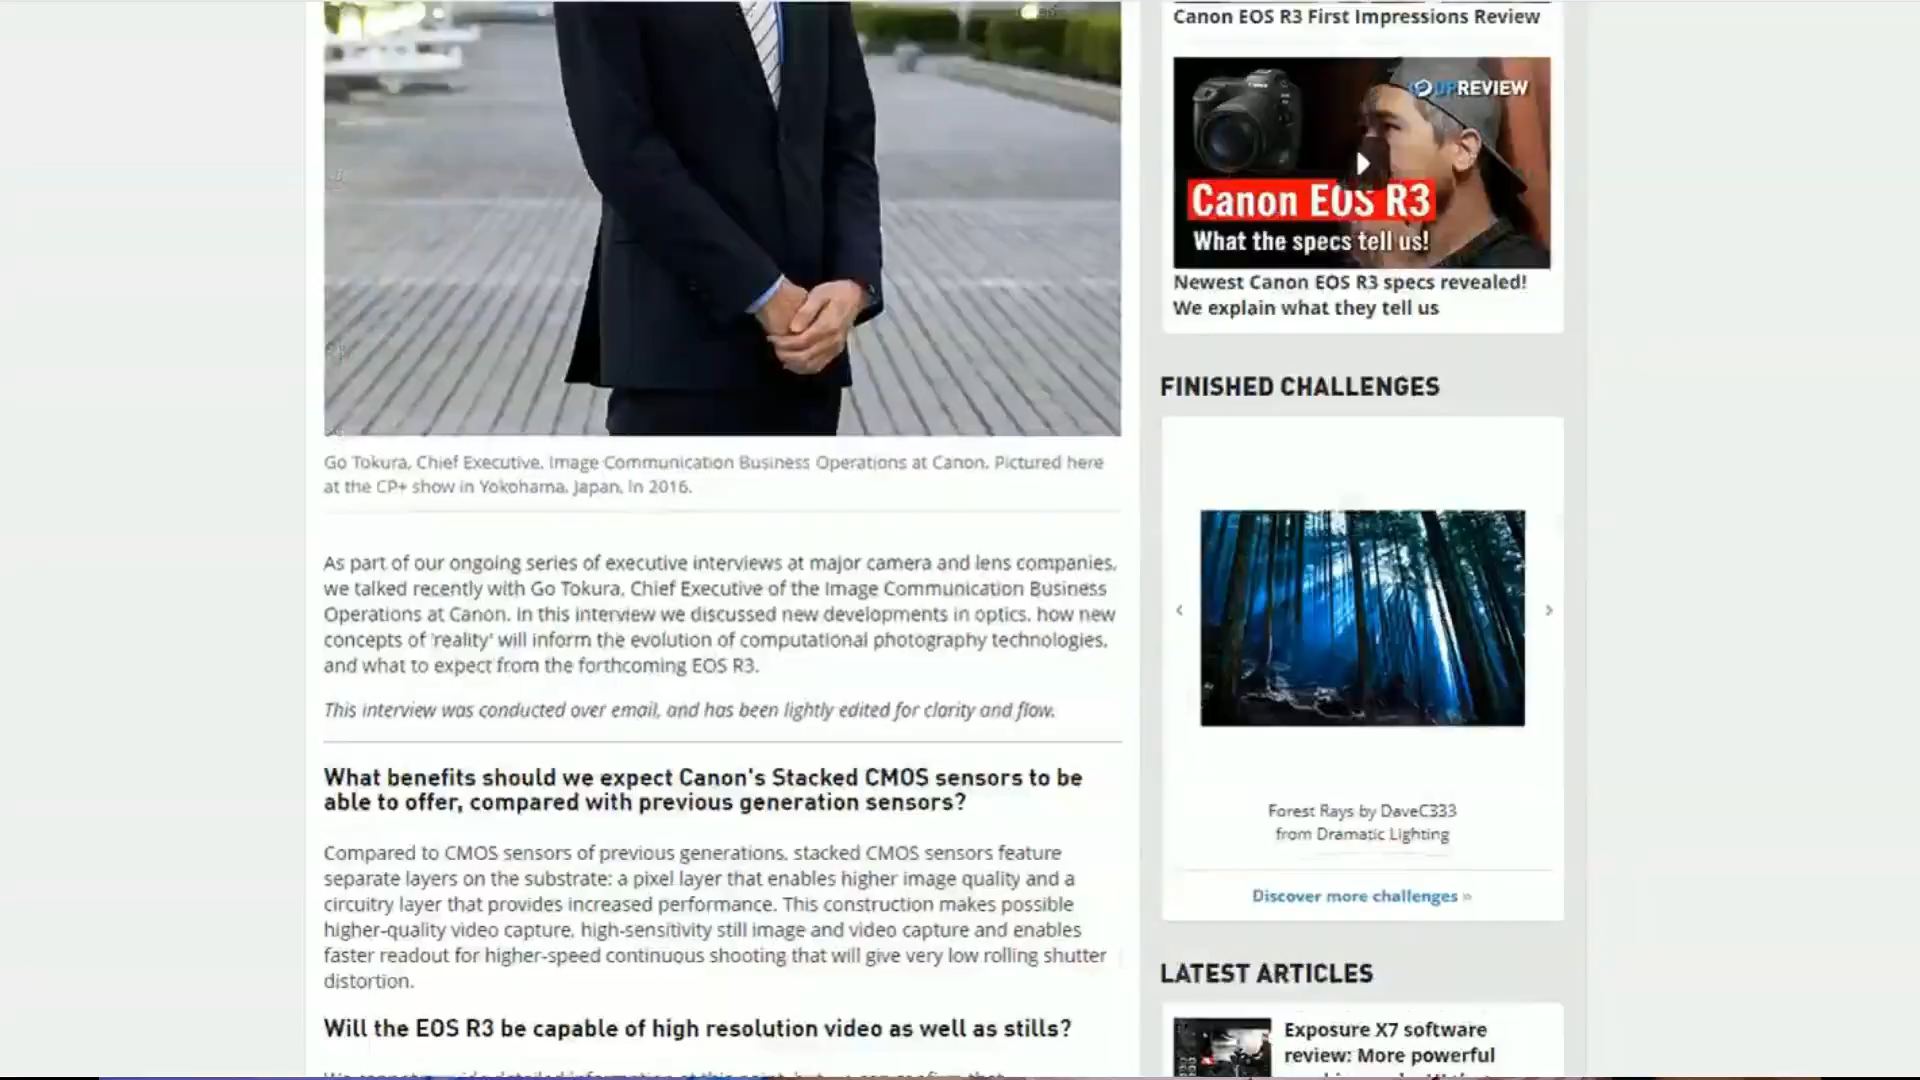 Go Tokura, Chief Executive, Image Communication Business Operations at Canon. Pictured here
at the CP+ show in Yokohama, Japan, in 2016.
As part of our ongoing series of executive interviews at major camera and lens companies,
we talked recently with Go Tokura, Chief Executive of the Image Communication Business
Operations at Canon. In this interview we discussed new developments in optics, how new
concepts of 'reality' will inform the evolution of computational photography technologies,
and what to expect from the forthcoming EOS R3.
This interview was conducted over email, and has been lightly edited for clarity and flow.
What benefits should we expect Canon's Stacked CMOS sensors to be
able to offer, compared with previous generation sensors?
Compared to CMOS sensors of previous generations, stacked CMOS sensors feature
separate layers on the substrate: a pixel layer that enables higher image quality and a
circuitry layer that provides increased performance. This construction makes possible
higher-quality video capture, high-sensitivity still image and video capture and enables
faster readout for higher-speed continuous shooting that will give very low rolling shutter
distortion.
Will the EOS R3 be capable of high resolution video as well as stills?
Canon EOS R3 First Impressions Review
DPREVIEW
Canon EOS R3
What the specs tell us!
Newest Canon EOS R3 specs revealed!
We explain what they tell us
FINISHED CHALLENGES
Forest Rays by DaveC333
from Dramatic Lighting
Discover more challenges »
LATEST ARTICLES
Exposure X7 software
review: More powerful